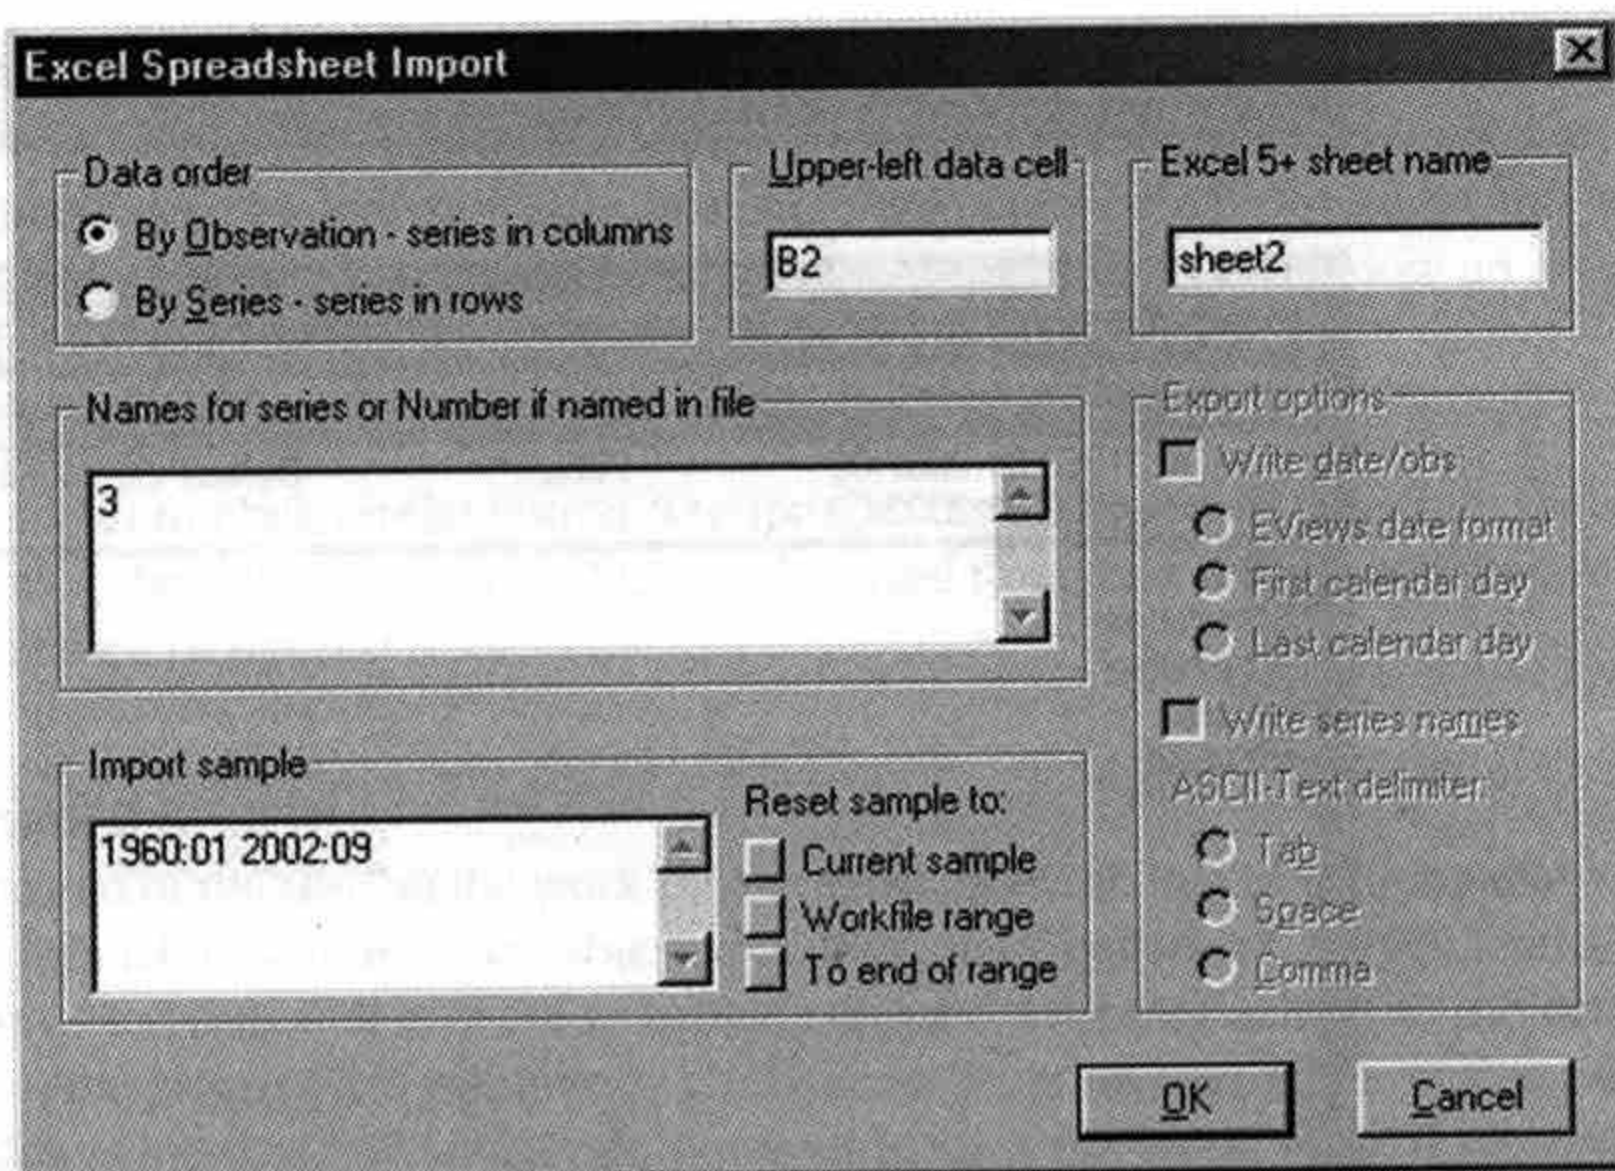 Excel Spreadsheet Import
Data order
By Observation - series in columns
By Series - series in rows
Upper-left data cell
B2
Excel 5+ sheet name
sheet2
Names for series or Number if named in file
3
Export options
Write date/obs
EViews date format
First calendar day
Last calendar day
Write series names
ASCII-Text delimiter:
Tab
Space
Comma
Import sample
1960:01 2002:09
Reset sample to:
Current sample
Workfile range
To end of range
OK
Cancel